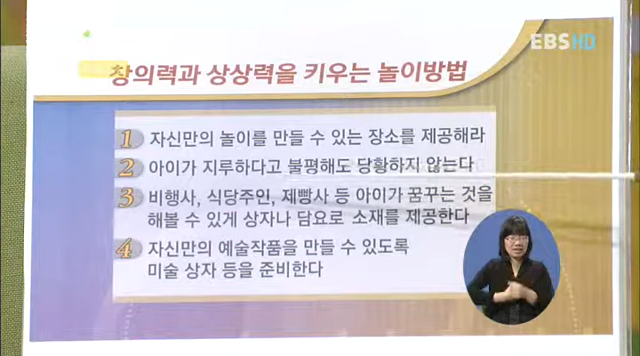 EBS HD
창의력과 상상력을 키우는 놀이방법
1 자신만의 놀이를 만들 수 있는 장소를 제공해라
2 아이가 지루하다고 불평해도 당황하지 않는다
3 비행사, 식당주인, 제빵사 등 아이가 꿈꾸는 것을
해볼 수 있게 상자나 담요로 소재를 제공한다
4 자신만의 예술작품을 만들 수 있도록
미술 상자 등을 준비한다